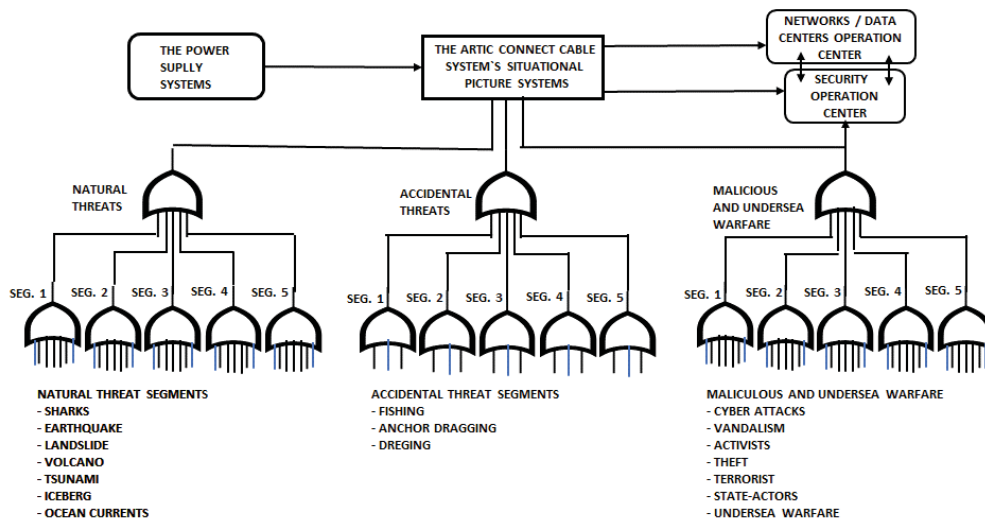 NETWORKS / DATA
CENTERS OPERATION
CENTER
THE POWER
SUPLLY
SYSTEMS
THE ARTIC CONNECT CABLE
SYSTEM`S SITUATIONAL
PICTURE SYSTEMS
SECURITY
OPERATION
CENTER
NATURAL
THREATS
ACCIDENTAL
THREATS
MALICIOUS
AND UNDERSEA
WARFARE
SEG. 1
SEG. 2
SEG. 3
SEG. 4
SEG. 5
SEG. 1
SEG. 2
SEG. 3
SEG. 4
SEG. 5
SEG. 1
SEG. 2
SEG. 3
SEG. 4
SEG. 5
NATURAL THREAT SEGMENTS
- SHARKS
- EARTHQUAKE
- LANDSLIDE
- VOLCANO
- TSUNAMI
- ICEBERG
- OCEAN CURRENTS
ACCIDENTAL THREAT SEGMENTS
- FISHING
- ANCHOR DRAGGING
- DREGING
MALICULOUS AND UNDERSEA WARFARE
- CYBER ATTACKS
- VANDALISM
- ACTIVISTS
- THEFT
- TERRORIST
- STATE-ACTORS
- UNDERSEA WARFARE